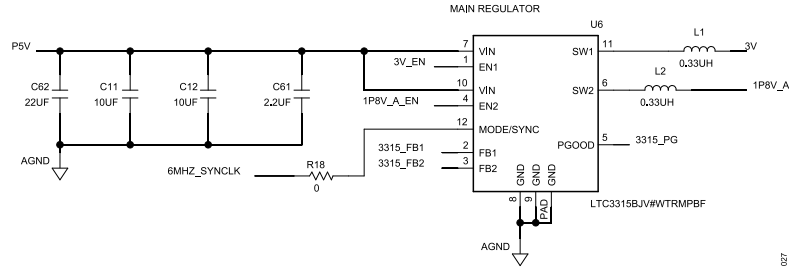 MAIN REGULATOR
U6
P5V
7
VIN
SW1
11
L1
3V
0.33UH
3V_EN
1
EN1
C62
22UF
C11
10UF
C12
10UF
C61
2.2UF
10
VIN
SW2
6
L2
1P8V_A
0.33UH
1P8V_A_EN
4
EN2
12
MODE/SYNC
PGOOD
5
3315_PG
3315_FB1
2
FB1
3315_FB2
3
FB2
AGND
6MHZ_SYNCLK
R18
0
GND
GND
GND
8
9
PAD
LTC3315BJV#WTRMPBF
AGND
027